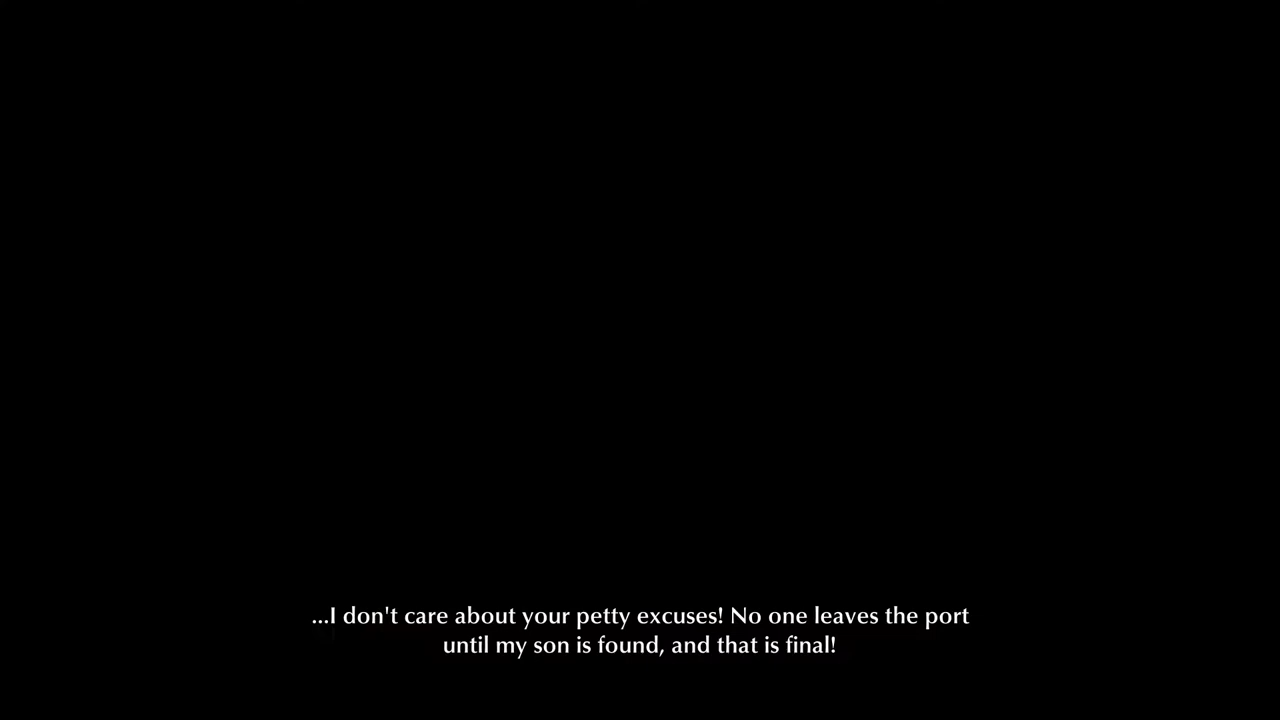 ...I don't care about your petty excuses! No one leaves the port
until my son is found, and that is final!